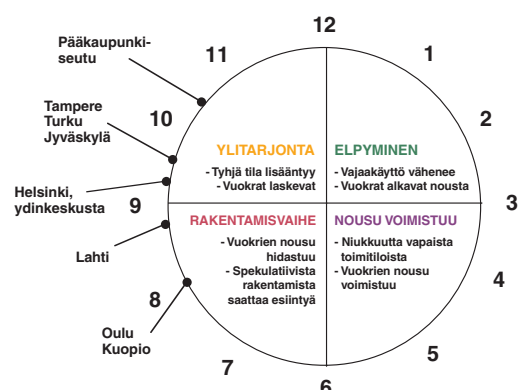 12
11
1
Pääkaupunki-
seutu
10
2
Tampere
Turku
Jyväskylä
YLITARJONTA
- Tyhjä tila lisääntyy
- Vuokrat laskevat
ELPYMINEN
- Vajaakäyttö vähenee
- Vuokrat alkavat nousta
Helsinki,
ydinkeskusta
9
3
RAKENTAMISVAIHE
- Vuokrien nousu
hidastuu
- Spekulatiivista
rakentamista
saattaa esiintyä
NOUSU VOIMISTUU
- Niukkuutta vapaista
toimitiloista
- Vuokrien nousu
voimistuu
Lahti
8
4
Oulu
Kuopio
7
5
6